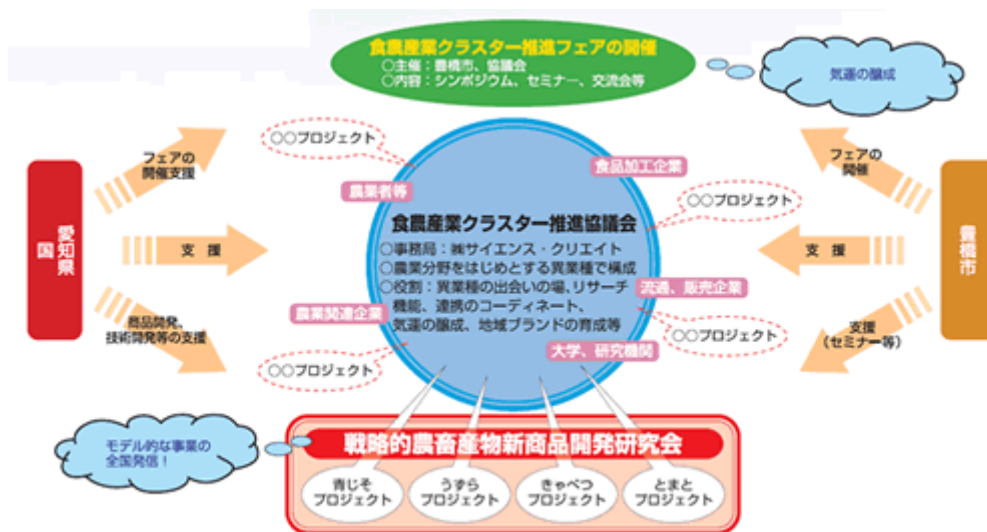 食農産業クラスター推進フェアの開催
○主催：豊橋市、協議会
○内容：シンポジウム、セミナー、交流会等
気運の醸成
○○プロジェクト
食品加工企業
農業者等
○○プロジェクト
フェアの
開催支援
フェアの
開催
愛知県
国
支 援
食農産業クラスター推進協議会
○事務局：㈱サイエンス・クリエイト
○農業分野をはじめとする異業種で構成
○役割：異業種の出会いの場、リサーチ
機能、連携のコーディネート、
気運の醸成、地域ブランドの育成等
支 援
豊橋市
流通、販売企業
農業関連企業
商品開発、
技術開発等の支援
○○プロジェクト
支援
（セミナー等）
大学、研究機関
○○プロジェクト
モデル的な事業の
全国発信！
戦略的農畜産物新商品開発研究会
青じそ
プロジェクト
うずら
プロジェクト
きゃべつ
プロジェクト
とまと
プロジェクト